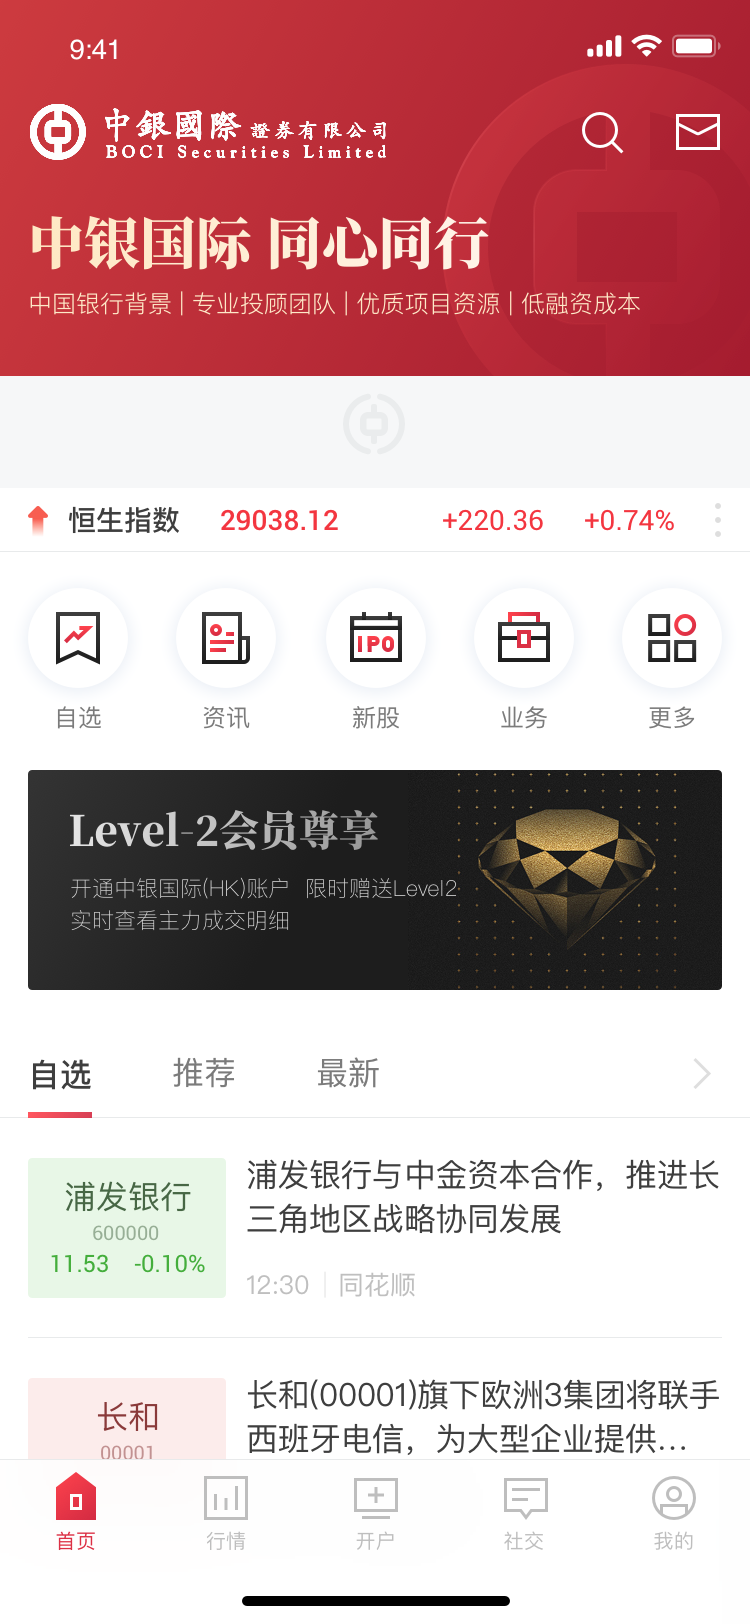 9:41
中銀國際 證券有限公司
BOCI Securities Limited
中银国际 同心同行
中国银行背景 | 专业投顾团队 | 优质项目资源 | 低融资成本
恒生指数 29038.12 +220.36 +0.74%
IPO
自选 资讯 新股 业务 更多
Level-2会员尊享
开通中银国际(HK)账户 限时赠送Level2
实时查看主力成交明细
自选 推荐 最新
浦发银行
600000
11.53 -0.10%
浦发银行与中金资本合作，推进长
三角地区战略协同发展
12:30 | 同花顺
长和
00001
长和(00001)旗下欧洲3集团将联手
西班牙电信，为大型企业提供...
首页 行情 开户 社交 我的